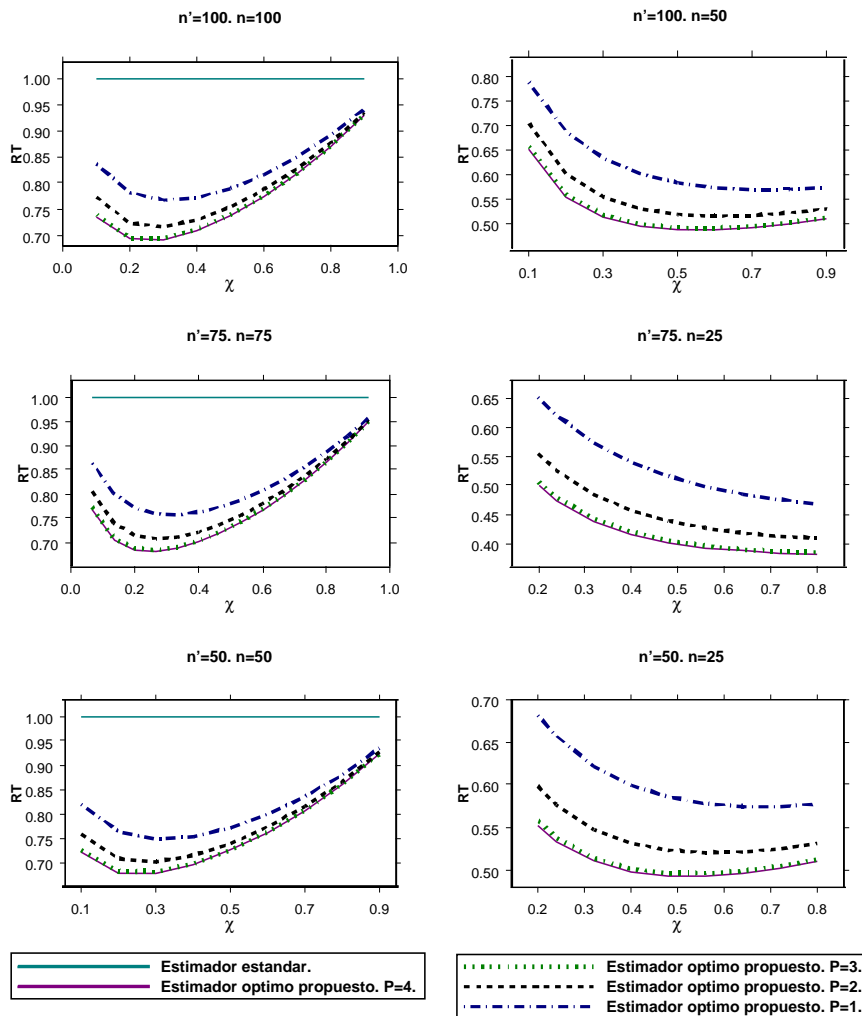 n'=100. n=100
1.00
0.95
0.90
0.85
0.80
0.75
0.70
RT
0.0 0.2 0.4 0.6 0.8 1.0
χ
n'=100. n=50
0.80
0.75
0.70
0.65
0.60
0.55
0.50
RT
0.1 0.3 0.5 0.7 0.9
χ
n'=75. n=75
1.00
0.95
0.90
0.85
0.80
0.75
0.70
RT
0.0 0.2 0.4 0.6 0.8 1.0
χ
n'=75. n=25
0.65
0.60
0.55
0.50
0.45
0.40
RT
0.2 0.3 0.4 0.5 0.6 0.7 0.8
χ
n'=50. n=50
1.00
0.95
0.90
0.85
0.80
0.75
0.70
RT
0.1 0.3 0.5 0.7 0.9
χ
n'=50. n=25
0.70
0.65
0.60
0.55
0.50
RT
0.2 0.3 0.4 0.5 0.6 0.7 0.8
χ
Estimador estandar.
Estimador optimo propuesto. P=4.
Estimador optimo propuesto. P=3.
Estimador optimo propuesto. P=2.
Estimador optimo propuesto. P=1.